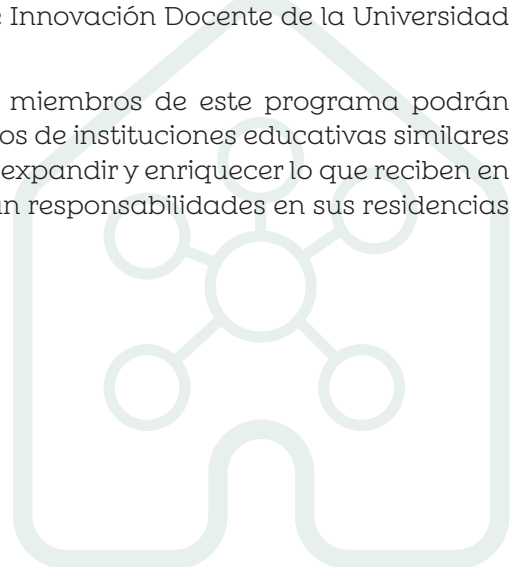 Innovación Docente de la Universidad
miembros de este programa podrán
os de instituciones educativas similares
expandir y enriquecer lo que reciben en
responsabilidades en sus residencias